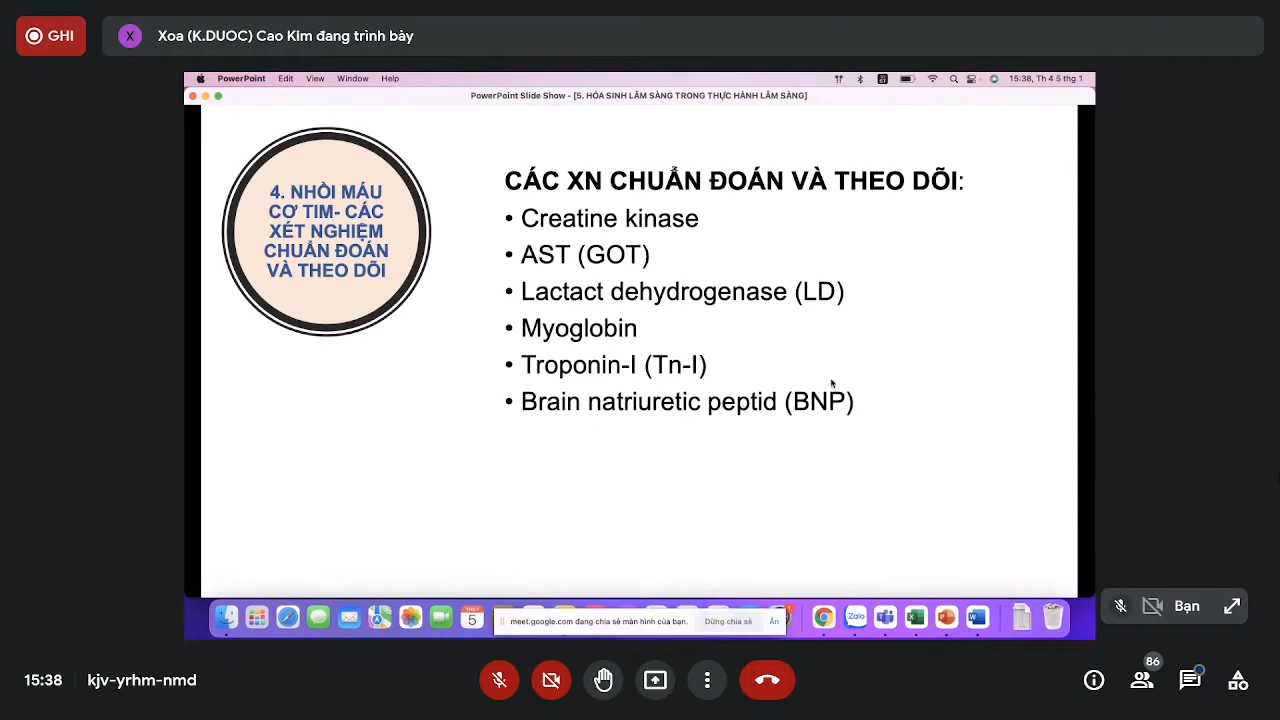 GHI
X
Xoa (K.DUOC) Cao Kim đang trình bày
PowerPoint Edit View Window Help
15:38, Th 4 5 thg 1
PowerPoint Slide Show - [5. HÓA SINH LÂM SÀNG TRONG THỰC HÀNH LÂM SÀNG]
4. NHỒI MÁU
CƠ TIM- CÁC
XÉT NGHIỆM
CHUẨN ĐOÁN
VÀ THEO DÕI
CÁC XN CHUẨN ĐOÁN VÀ THEO DÕI:
• Creatine kinase
• AST (GOT)
• Lactact dehydrogenase (LD)
• Myoglobin
• Troponin-I (Tn-I)
• Brain natriuretic peptid (BNP)
5
meet.google.com đang chia sẻ màn hình của bạn.
Dừng chia sẻ
Ẩn
Zalo
Bạn
15:38
kjv-yrhm-nmd
86